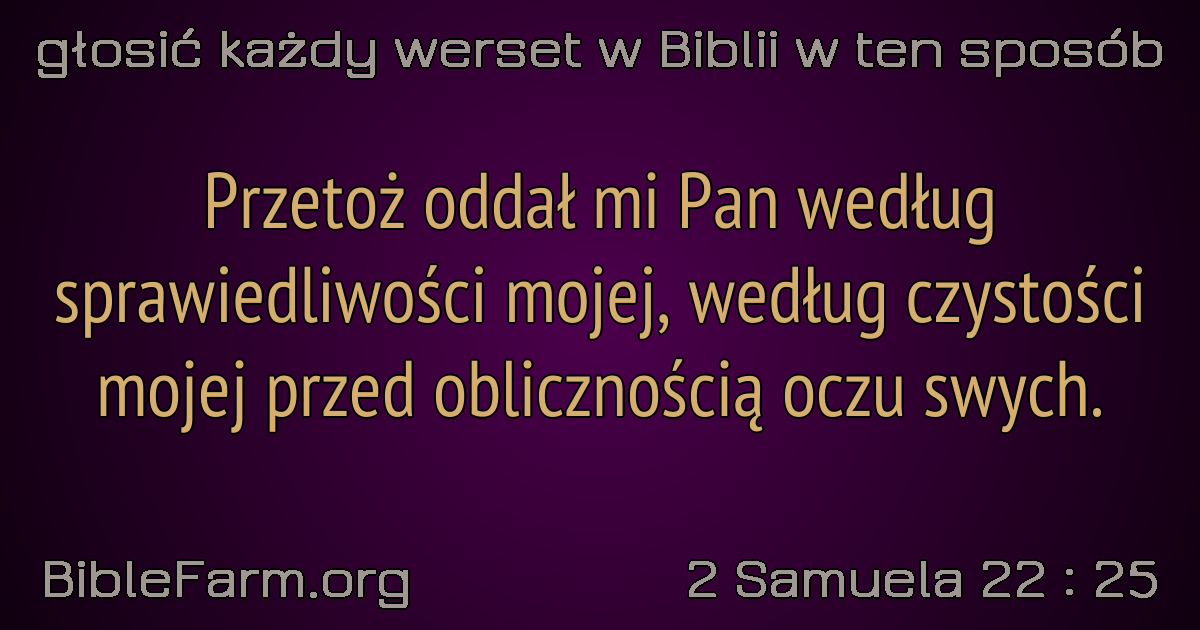 głosić każdy werset w Biblii w ten sposób
Przetoż oddał mi Pan według
sprawiedliwości mojej, według czystości
mojej przed oblicznością oczu swych.
BibleFarm.org
2 Samuela 22 : 25